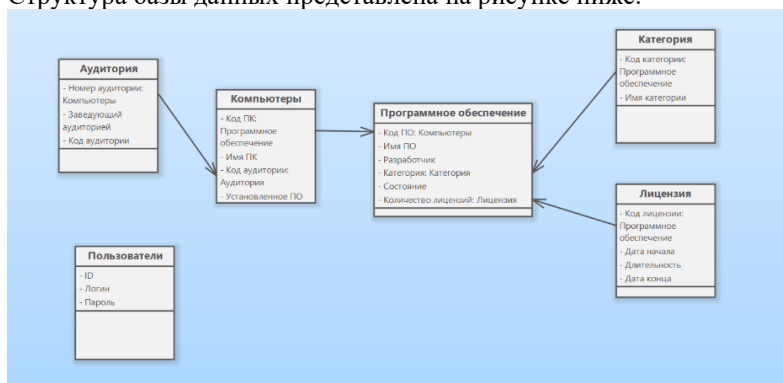 Структура базы данных представлена на рисунке ниже.
Аудитория
- Номер аудитории:
Компьютеры
- Заведующий
аудиторией
- Код аудитории
Компьютеры
- Код ПК:
Программное
обеспечение
- Имя ПК
- Код аудитории:
Аудитория
- Установленное ПО
Программное обеспечение
- Код ПО: Компьютеры
- Имя ПО
- Разработчик
- Категория: Категория
- Состояние
- Количество лицензий: Лицензия
Категория
- Код категории:
Программное
обеспечение
- Имя категории
Лицензия
- Код лицензии:
Программное
обеспечение
- Дата начала
- Длительность
- Дата конца
Пользователи
- ID
- Логин
- Пароль